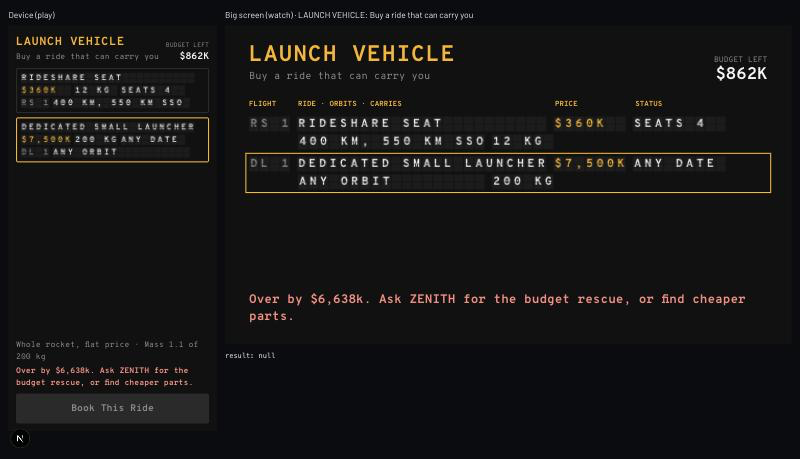 Device (play)
LAUNCH VEHICLE
Buy a ride that can carry you
BUDGET LEFT
$862K
RIDESHARE SEAT
$360K 12 KG SEATS 4
RS 1 400 KM, 550 KM SSO
DEDICATED SMALL LAUNCHER
$7,500K 200 KG ANY DATE
DL 1 ANY ORBIT
Whole rocket, flat price · Mass 1.1 of
200 kg
Over by $6,638k. Ask ZENITH for the
budget rescue, or find cheaper parts.
Book This Ride
N
Big screen (watch) · LAUNCH VEHICLE: Buy a ride that can carry you
LAUNCH VEHICLE
Buy a ride that can carry you
BUDGET LEFT
$862K
FLIGHT RIDE · ORBITS · CARRIES PRICE STATUS
RS 1 RIDESHARE SEAT $360K SEATS 4
400 KM, 550 KM SSO 12 KG
DL 1 DEDICATED SMALL LAUNCHER $7,500K ANY DATE
ANY ORBIT 200 KG
Over by $6,638k. Ask ZENITH for the budget rescue, or find cheaper
parts.
result: null